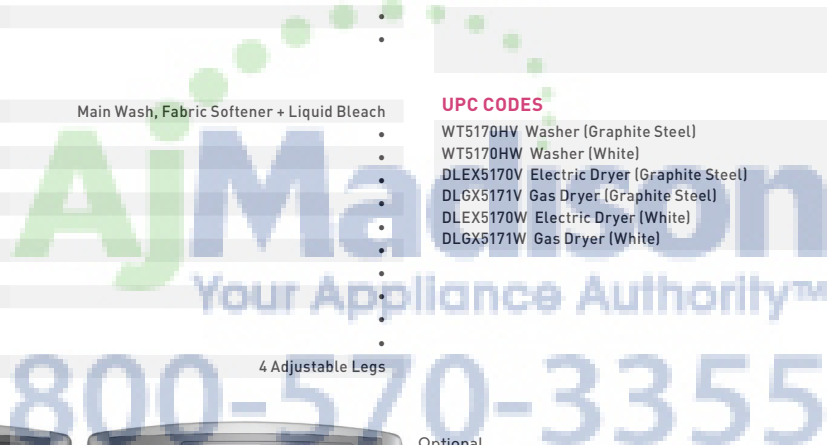 Main Wash, Fabric Softener + Liquid Bleach
4 Adjustable Legs
UPC CODES
WT5170HV Washer (Graphite Steel)
WT5170HW Washer (White)
DLEX5170V Electric Dryer (Graphite Steel)
DLGX5171V Gas Dryer (Graphite Steel)
DLEX5170W Electric Dryer (White)
DLGX5171W Gas Dryer (White)
AjMadison
Your Appliance Authority™
800-570-3355
Optional